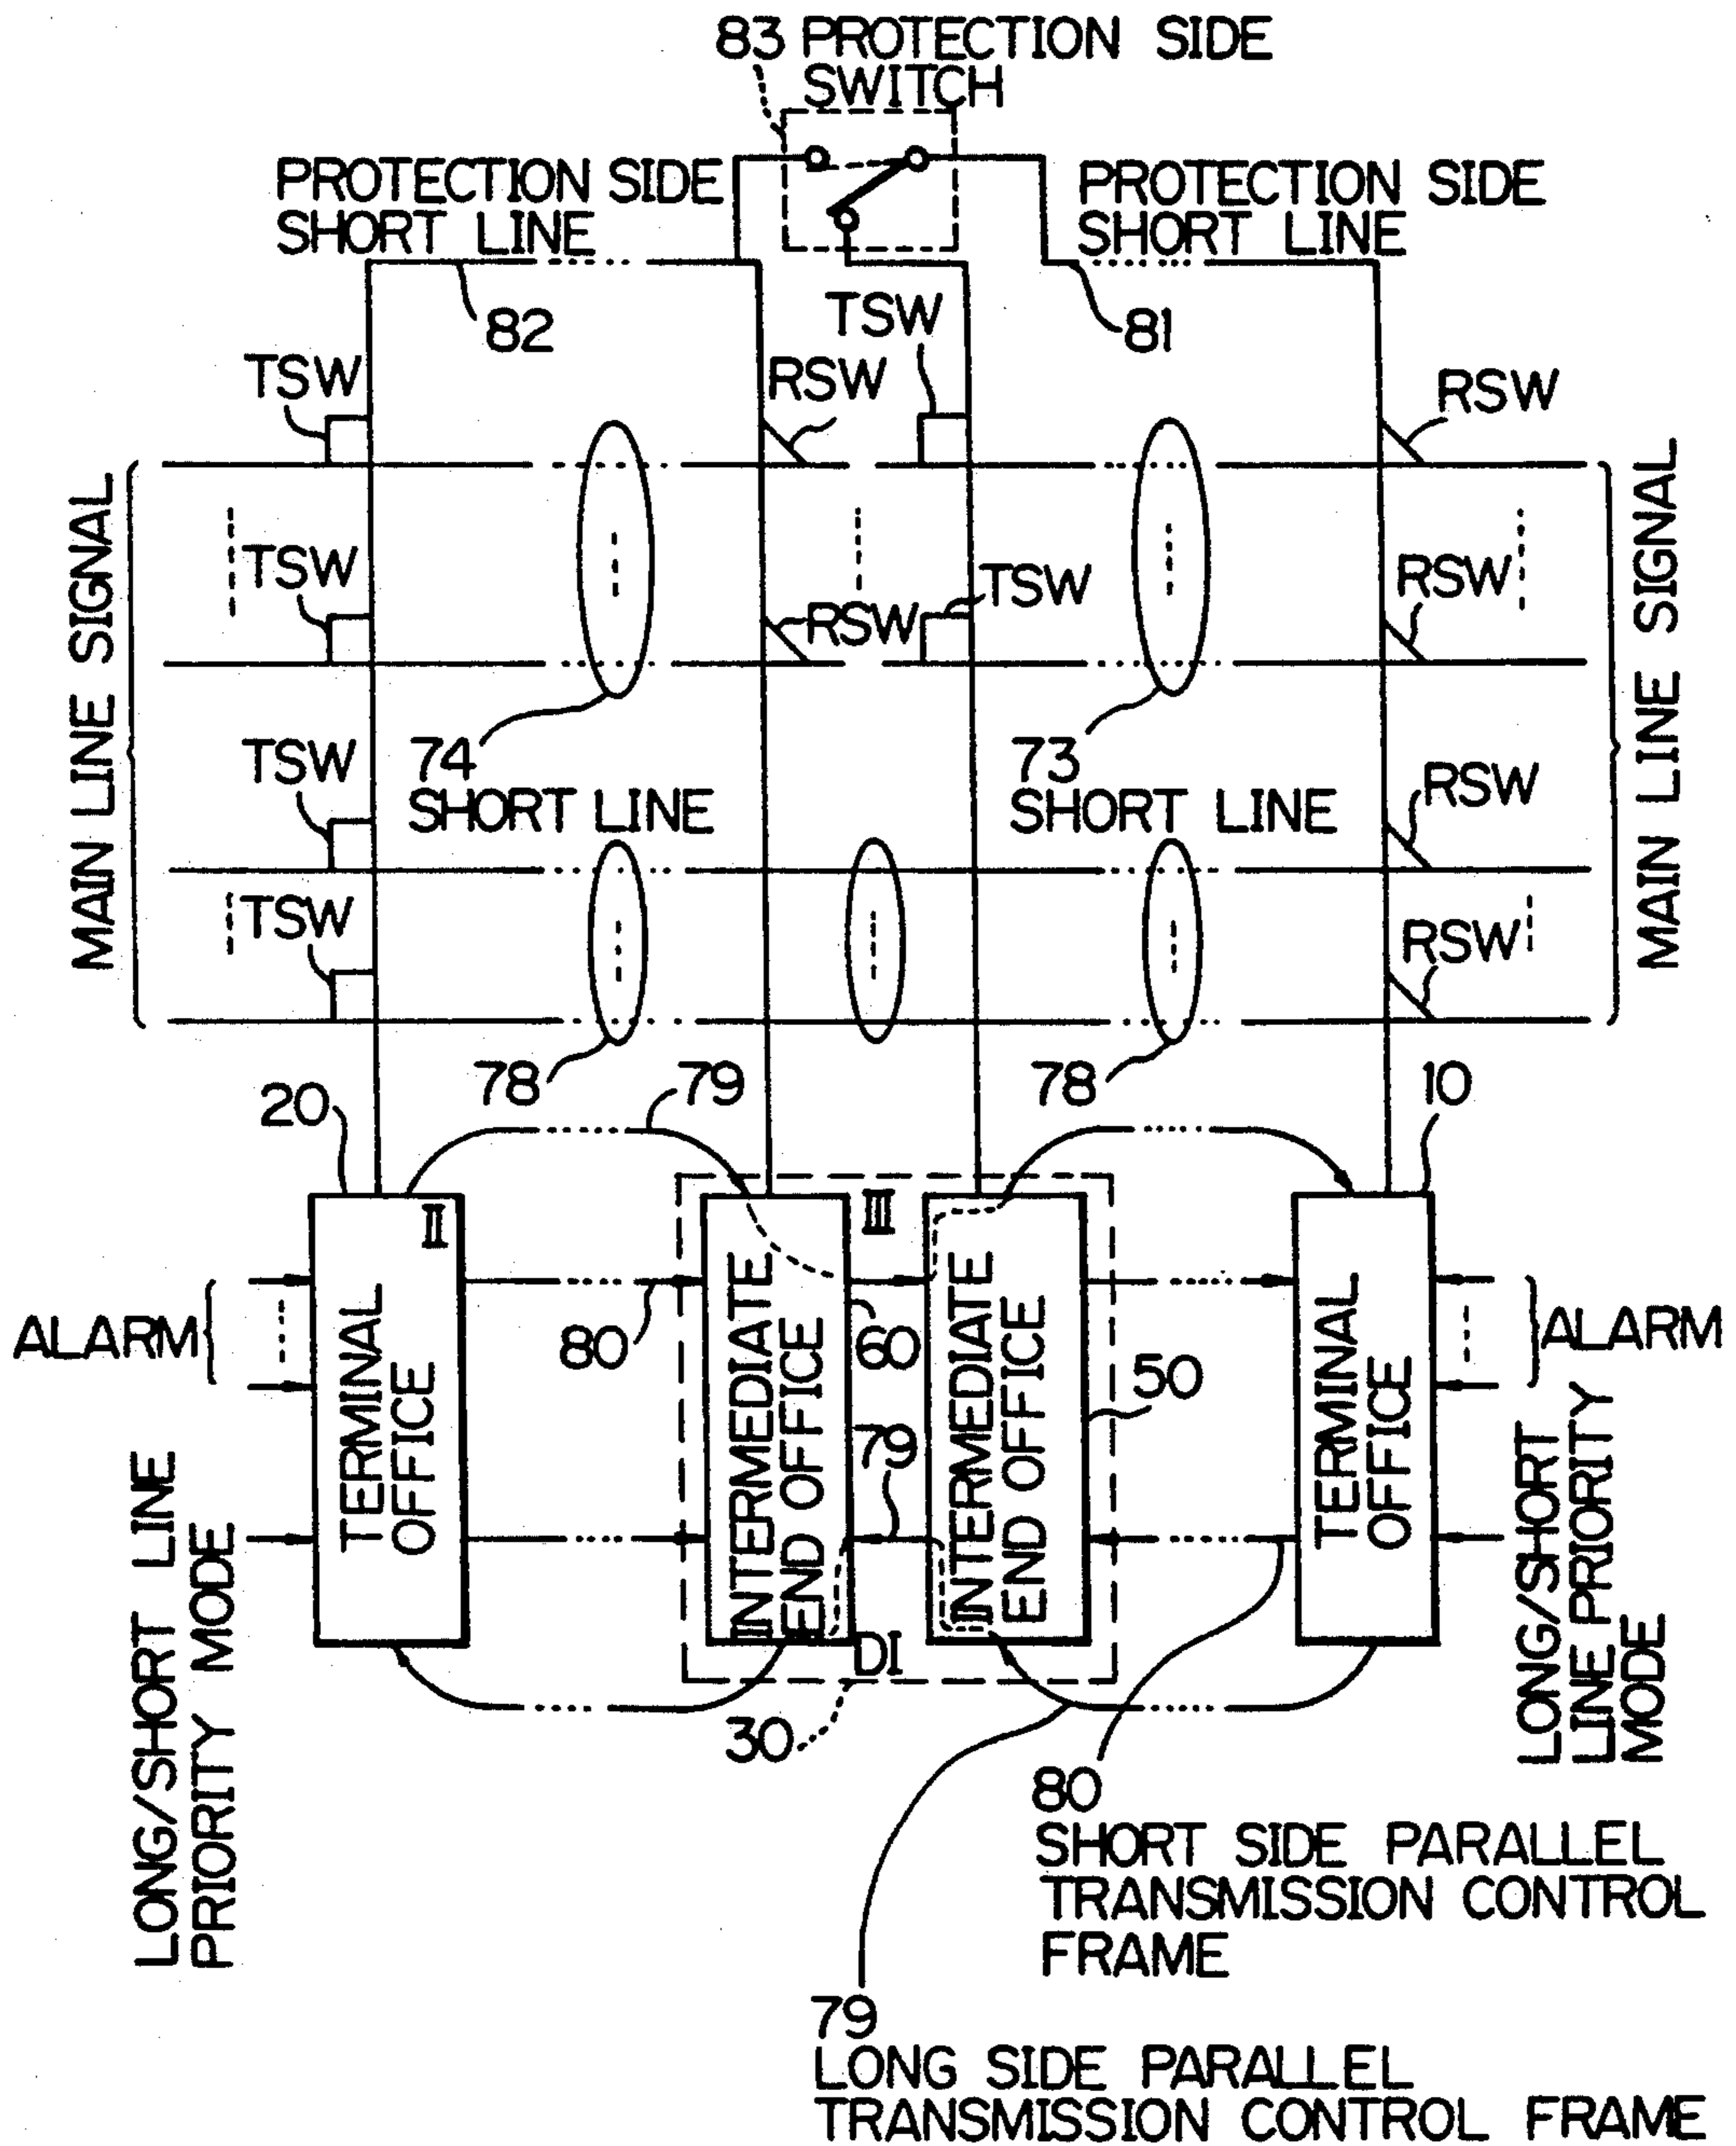 83 PROTECTION SIDE
SWITCH
PROTECTION SIDE
SHORT LINE
PROTECTION SIDE
SHORT LINE
82
TSW
81
TSW
RSW
RSW
MAIN LINE SIGNAL
TSW
RSW
TSW
RSW
MAIN LINE SIGNAL
74
SHORT LINE
73
SHORT LINE
TSW
RSW
TSW
RSW
78
79
78
20
10
II
III
ALARM
TERMINAL
OFFICE
80
INTERMEDIATE
END OFFICE
60
79
INTERMEDIATE
END OFFICE
50
TERMINAL
OFFICE
ALARM
LONG/SHORT LINE
PRIORITY MODE
DI
30
LONG/SHORT
LINE PRIORITY
MODE
80
SHORT SIDE PARALLEL
TRANSMISSION CONTROL
FRAME
79
LONG SIDE PARALLEL
TRANSMISSION CONTROL FRAME